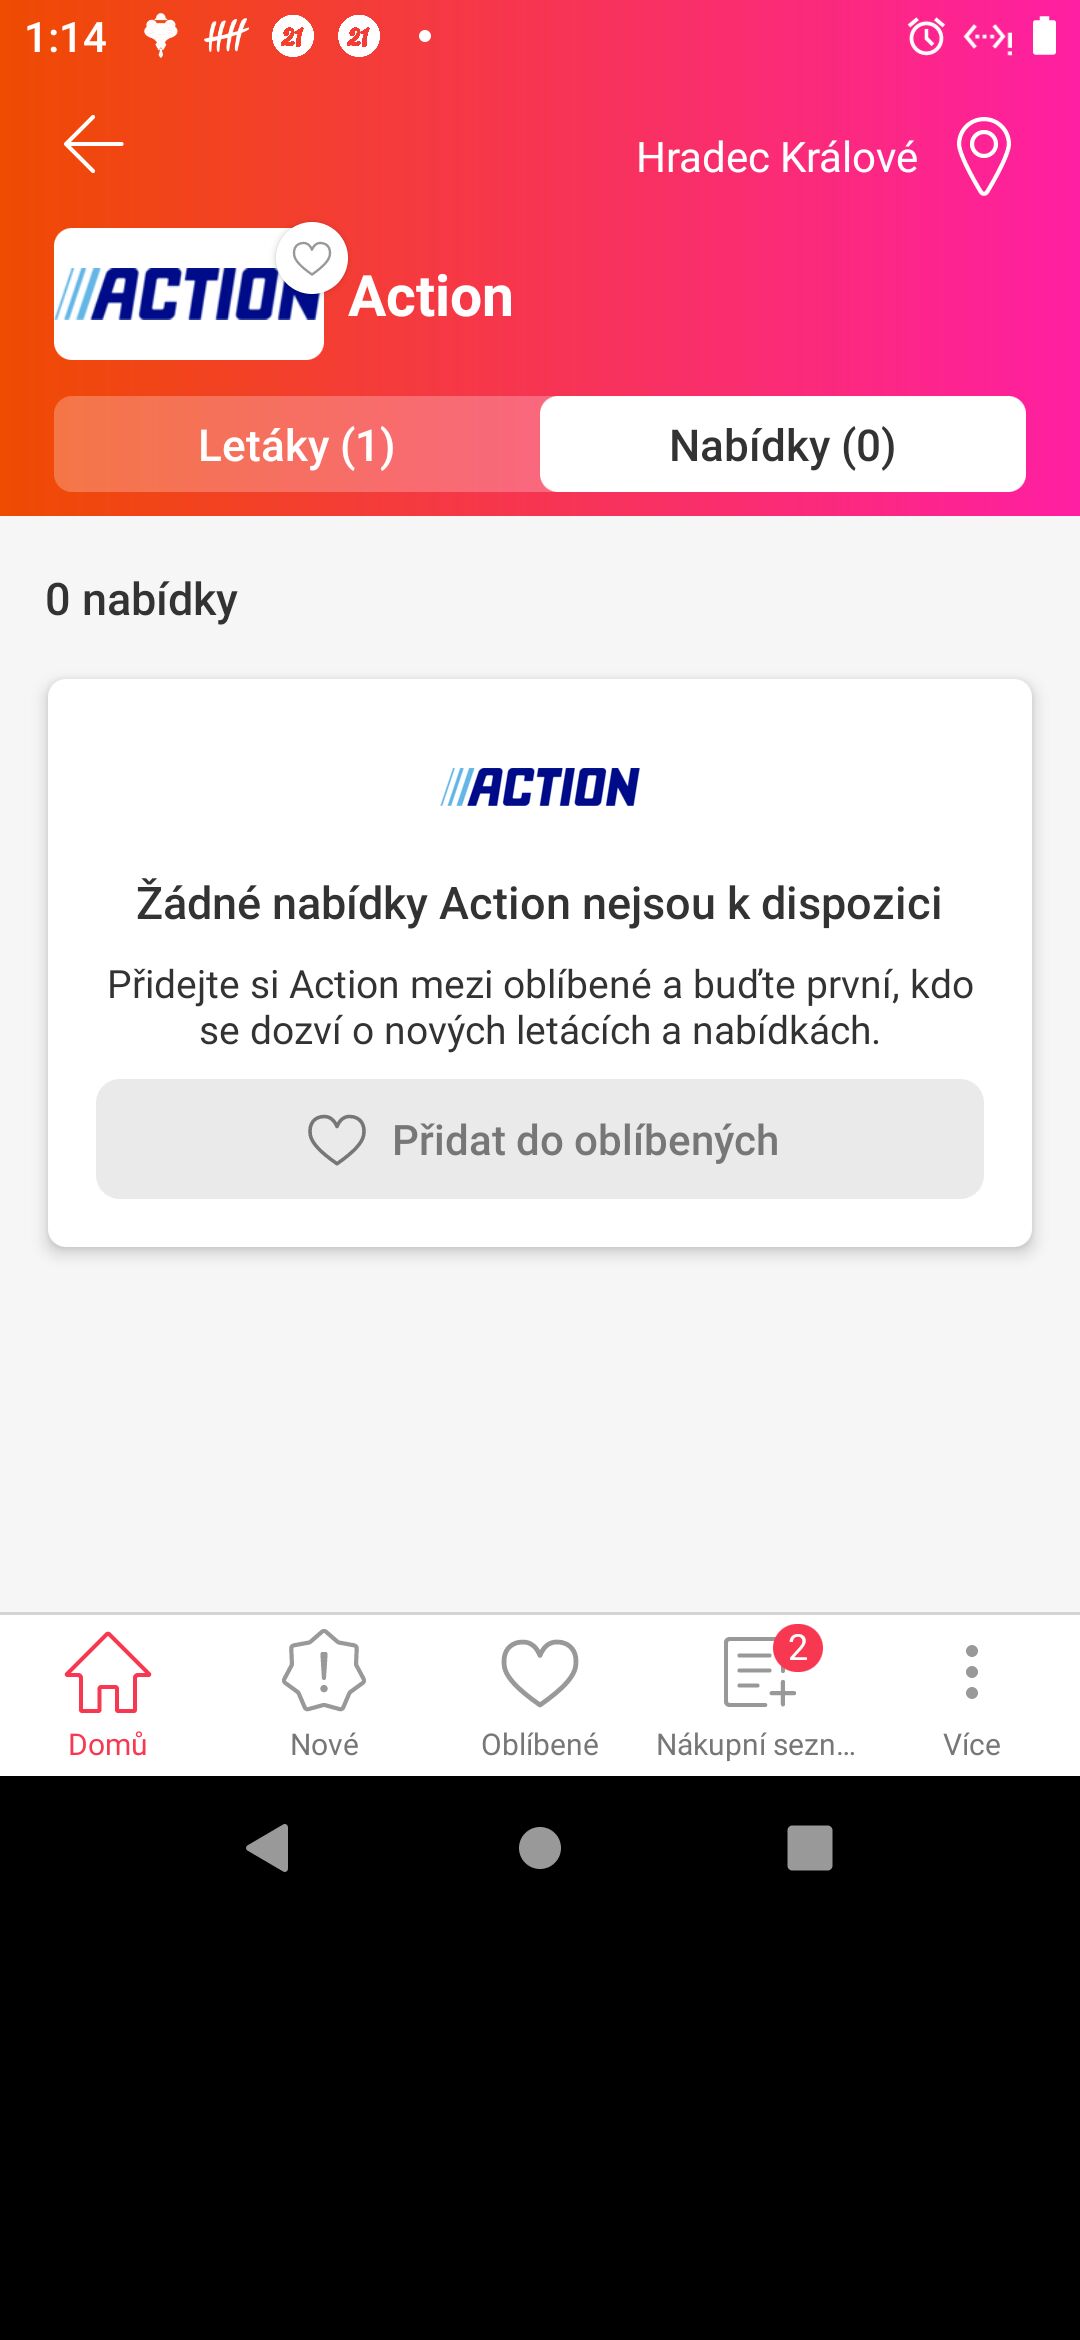 1:14
21
21
Hradec Králové
ACTION
Action
Letáky (1)
Nabídky (0)
0 nabídky
ACTION
Žádné nabídky Action nejsou k dispozici
Přidejte si Action mezi oblíbené a buďte první, kdo
se dozví o nových letácích a nabídkách.
Přidat do oblíbených
2
Domů
Nové
Oblíbené
Nákupní sezn...
Více